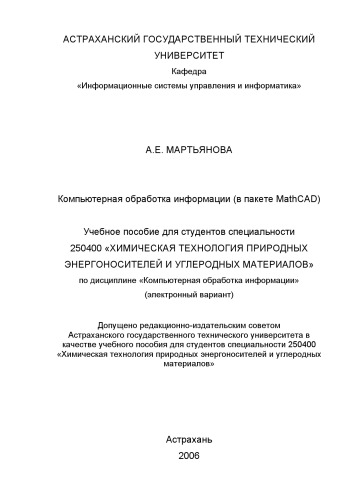 АСТРАХАНСКИЙ ГОСУДАРСТВЕННЫЙ ТЕХНИЧЕСКИЙ
УНИВЕРСИТЕТ
Кафедра
«Информационные системы управления и информатика»
А.Е. МАРТЬЯНОВА
Компьютерная обработка информации (в пакете MathCAD)
Учебное пособие для студентов специальности
250400 «ХИМИЧЕСКАЯ ТЕХНОЛОГИЯ ПРИРОДНЫХ
ЭНЕРГОНОСИТЕЛЕЙ И УГЛЕРОДНЫХ МАТЕРИАЛОВ»
по дисциплине «Компьютерная обработка информации»
(электронный вариант)
Допущено редакционно-издательским советом
Астраханского государственного технического университета в
качестве учебного пособия для студентов специальности 250400
«Химическая технология природных энергоносителей и углеродных
материалов»
Астрахань
2006